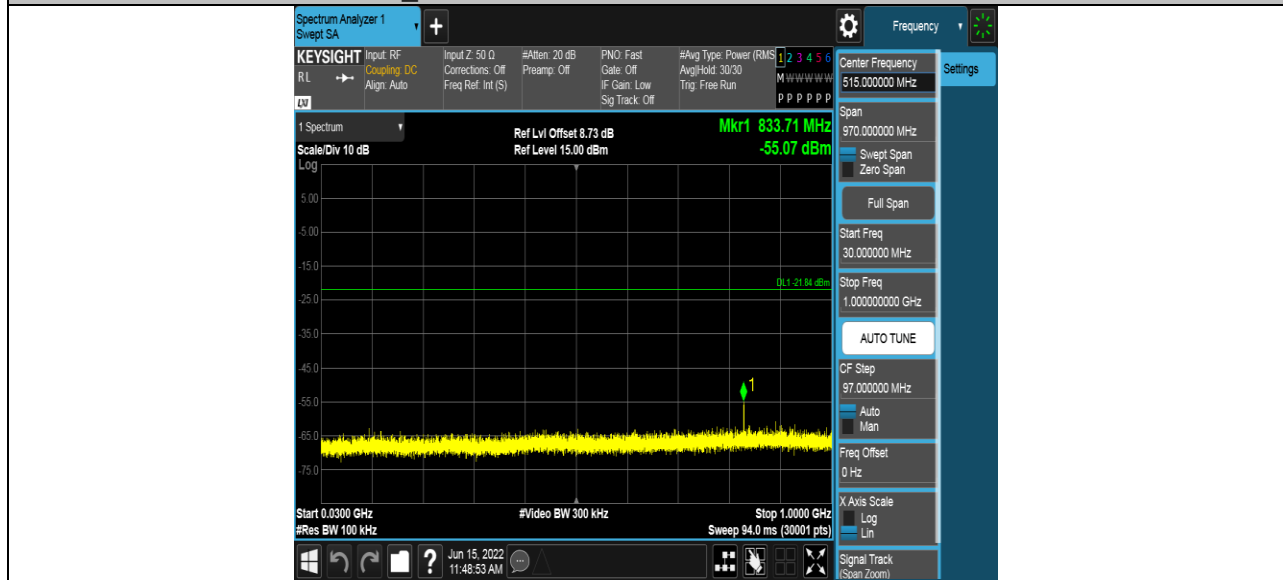 Spectrum Analyzer 1
Swept SA
+
Frequency
KEYSIGHT
RL
LXI
Input: RF
Coupling: DC
Align: Auto
Input Z: 50 Ω
Corrections: Off
Freq Ref: Int (S)
#Atten: 20 dB
Preamp: Off
PNO: Fast
Gate: Off
IF Gain: Low
Sig Track: Off
#Avg Type: Power (RMS
Avg|Hold: 30/30
Trig: Free Run
1 2 3 4 5 6
M W W W W W
P P P P P P
Center Frequency
515.000000 MHz
Settings
1 Spectrum
Scale/Div 10 dB
Ref Lvl Offset 8.73 dB
Ref Level 15.00 dBm
Mkr1 833.71 MHz
-55.07 dBm
Log
5.00
-5.00
-15.0
-25.0
-35.0
-45.0
-55.0
-65.0
-75.0
DL1 -21.84 dBm
1
Start 0.0300 GHz
#Res BW 100 kHz
#Video BW 300 kHz
Stop 1.0000 GHz
Sweep 94.0 ms (30001 pts)
Span
970.000000 MHz
Swept Span
Zero Span
Full Span
Start Freq
30.000000 MHz
Stop Freq
1.000000000 GHz
AUTO TUNE
CF Step
97.000000 MHz
Auto
Man
Freq Offset
0 Hz
X Axis Scale
Log
Lin
Signal Track
(Span Zoom)
?
Jun 15, 2022
11:48:53 AM